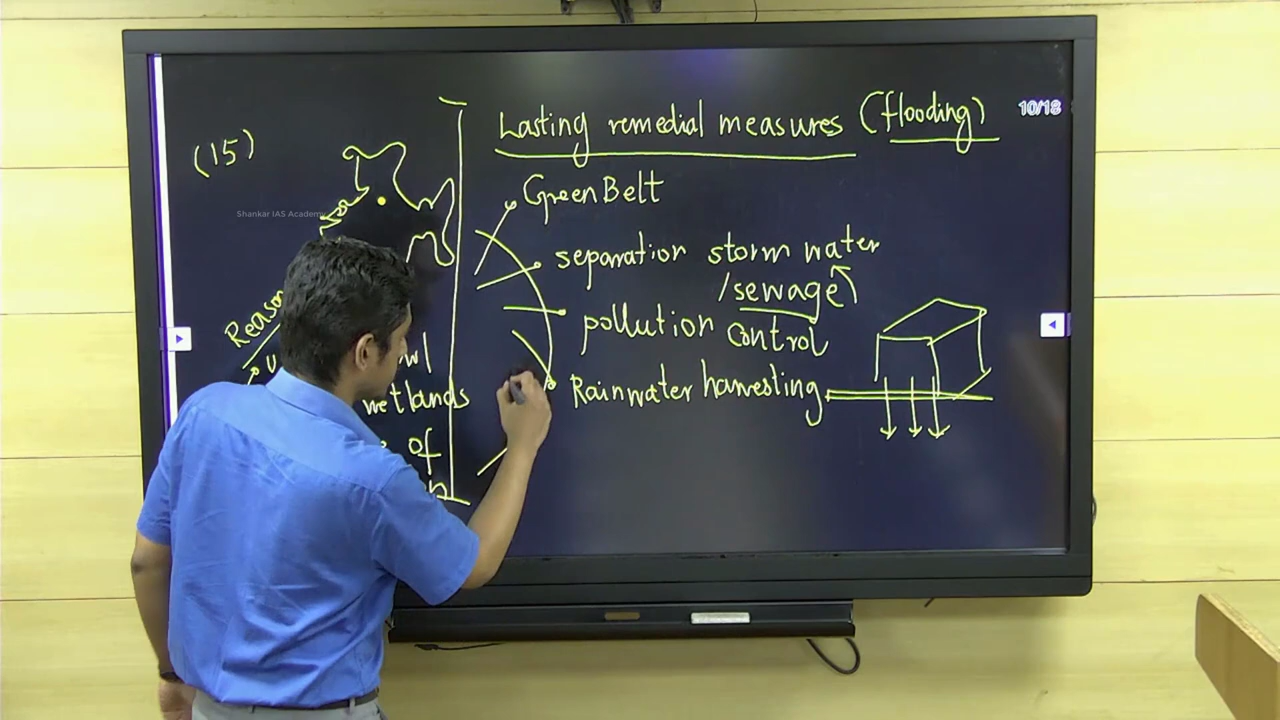 (15)
Lasting remedial measures (flooding)
10/18
Green Belt
Shankar IAS Academy
separation storm water
/sewage
pollution control
Rainwater harvesting
wetlands
of